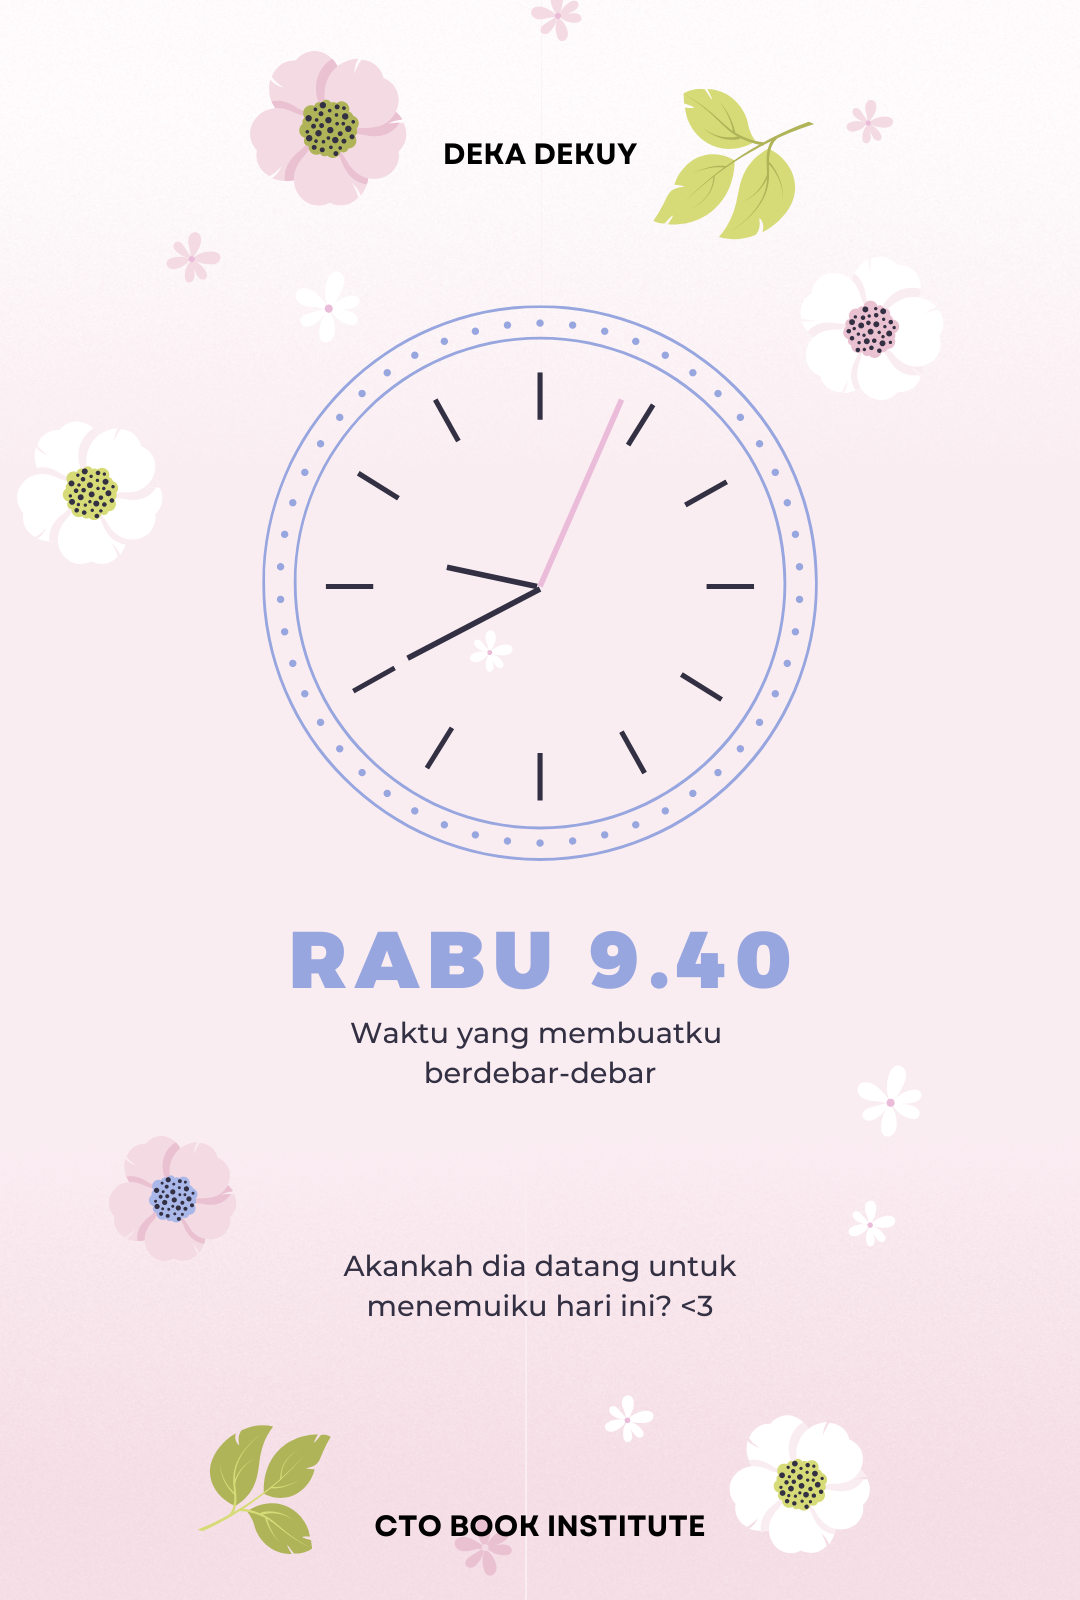 DEKA DEKUY
RABU 9.40
Waktu yang membuatku
berdebar-debar
Akankah dia datang untuk
menemuiku hari ini? <3
CTO BOOK INSTITUTE